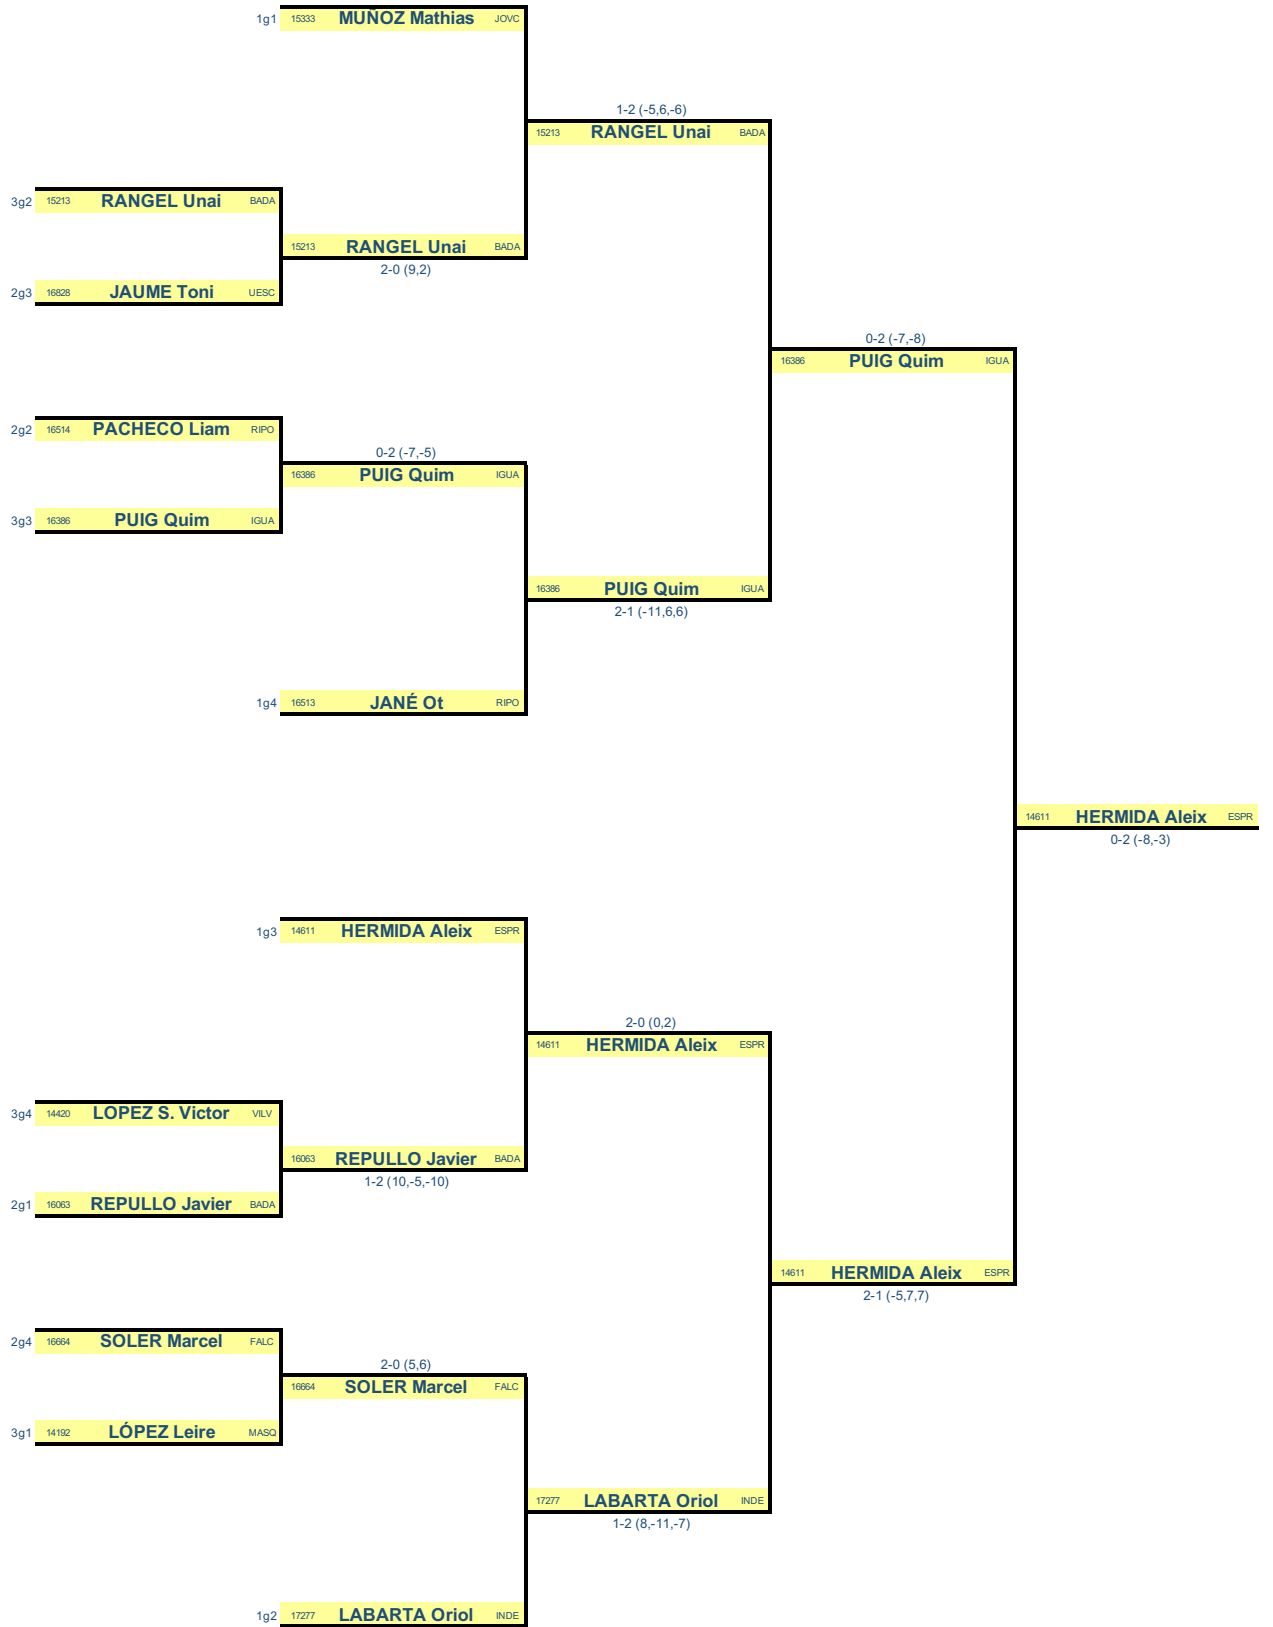 1g1 15333 MUÑOZ Mathias JOVC
1-2 (-5,6,-6)
15213 RANGEL Unai BADA
3g2 15213 RANGEL Unai BADA
15213 RANGEL Unai BADA
2-0 (9,2)
2g3 16828 JAUME Toni UESC
0-2 (-7,-8)
16386 PUIG Quim IGUA
2g2 16514 PACHECO Liam RIPO
0-2 (-7,-5)
16386 PUIG Quim IGUA
3g3 16386 PUIG Quim IGUA
16386 PUIG Quim IGUA
2-1 (-11,6,6)
1g4 16513 JANÉ Ot RIPO
14611 HERMIDA Aleix ESPR
0-2 (-8,-3)
1g3 14611 HERMIDA Aleix ESPR
2-0 (0,2)
14611 HERMIDA Aleix ESPR
3g4 14420 LOPEZ S. Victor VILV
16063 REPULLO Javier BADA
1-2 (10,-5,-10)
2g1 16063 REPULLO Javier BADA
14611 HERMIDA Aleix ESPR
2-1 (-5,7,7)
2g4 16664 SOLER Marcel FALC
2-0 (5,6)
16664 SOLER Marcel FALC
3g1 14192 LÓPEZ Leire MASQ
17277 LABARTA Oriol INDE
1-2 (8,-11,-7)
1g2 17277 LABARTA Oriol INDE